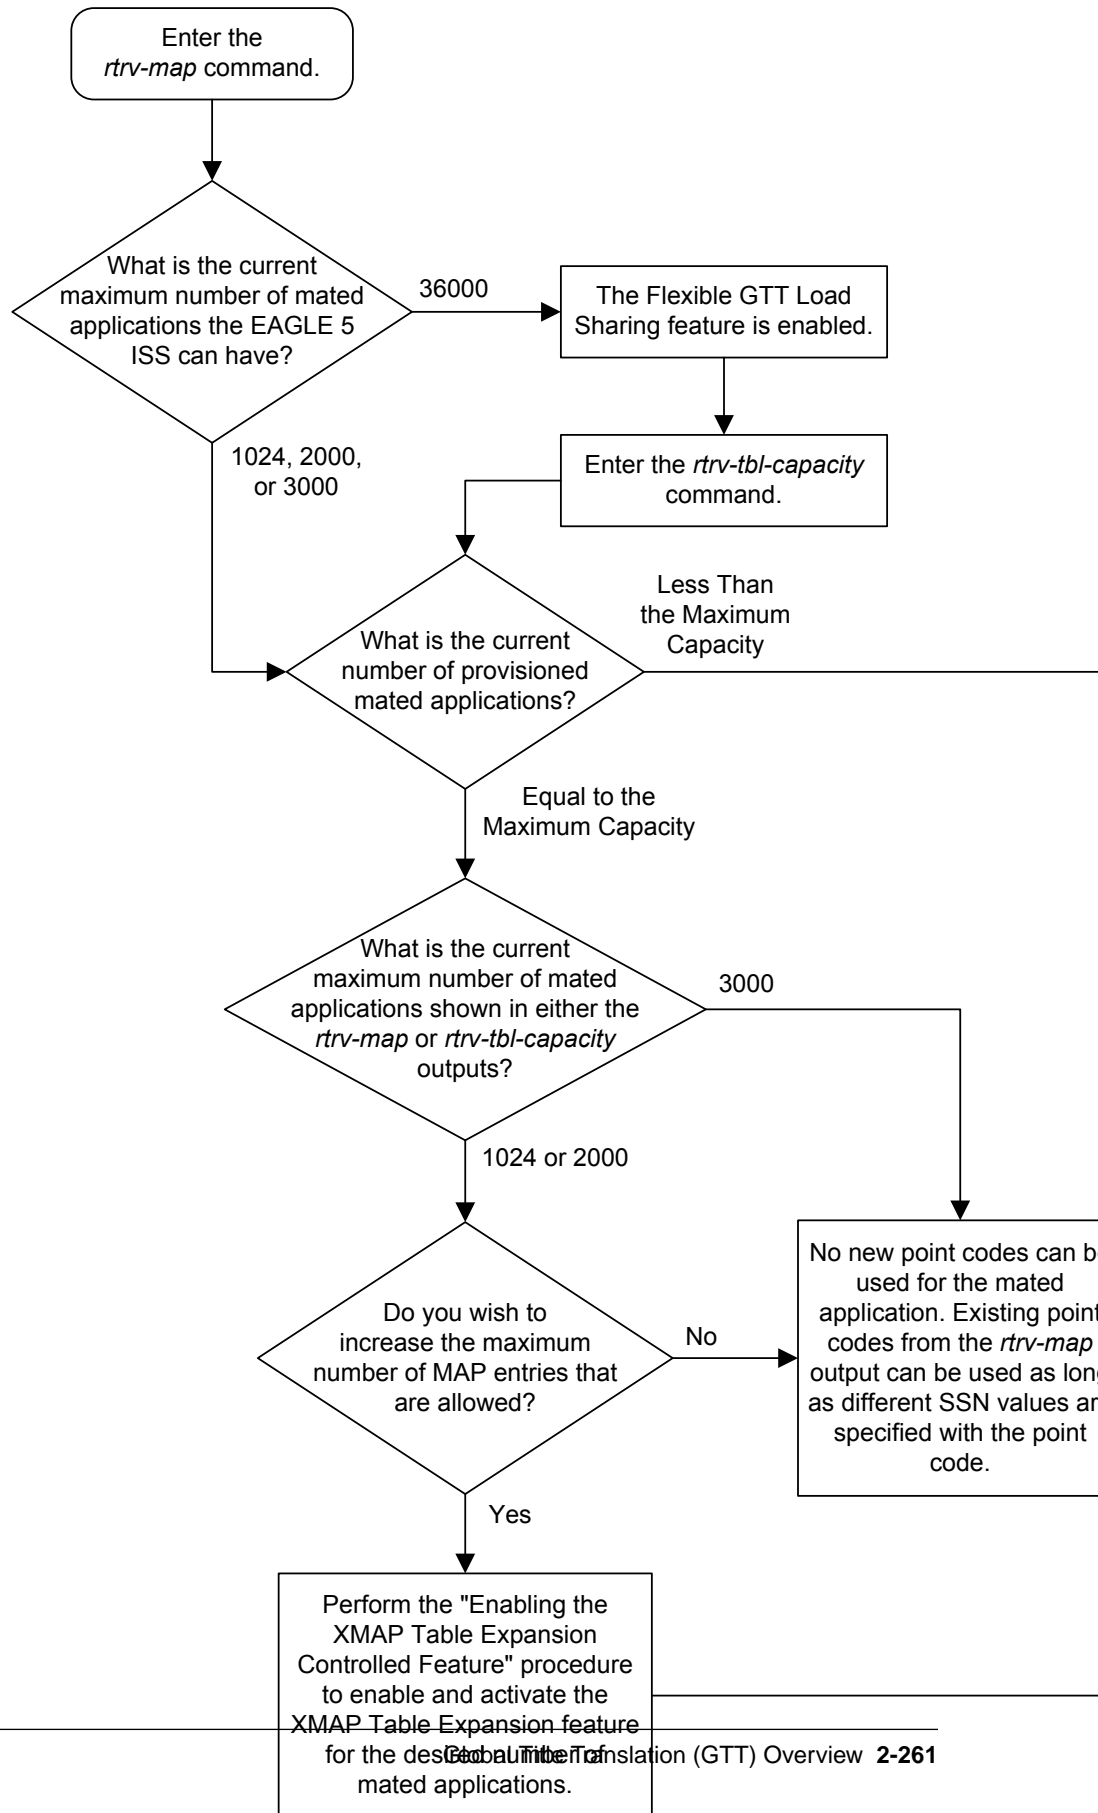 Enter the
rtrv-map command.
What is the current
maximum number of mated
applications the EAGLE 5
ISS can have?
36000
The Flexible GTT Load
Sharing feature is enabled.
1024, 2000,
or 3000
Enter the rtrv-tbl-capacity
command.
Less Than
the Maximum
Capacity
What is the current
number of provisioned
mated applications?
Equal to the
Maximum Capacity
What is the current
maximum number of mated
applications shown in either the
rtrv-map or rtrv-tbl-capacity
outputs?
3000
1024 or 2000
Do you wish to
increase the maximum
number of MAP entries that
are allowed?
No
No new point codes can be
used for the mated
application. Existing point
codes from the rtrv-map
output can be used as long
as different SSN values are
specified with the point
code.
Yes
Perform the "Enabling the
XMAP Table Expansion
Controlled Feature" procedure
to enable and activate the
XMAP Table Expansion feature
for the desired number of
mated applications.
Global Title Translation (GTT) Overview 2-261